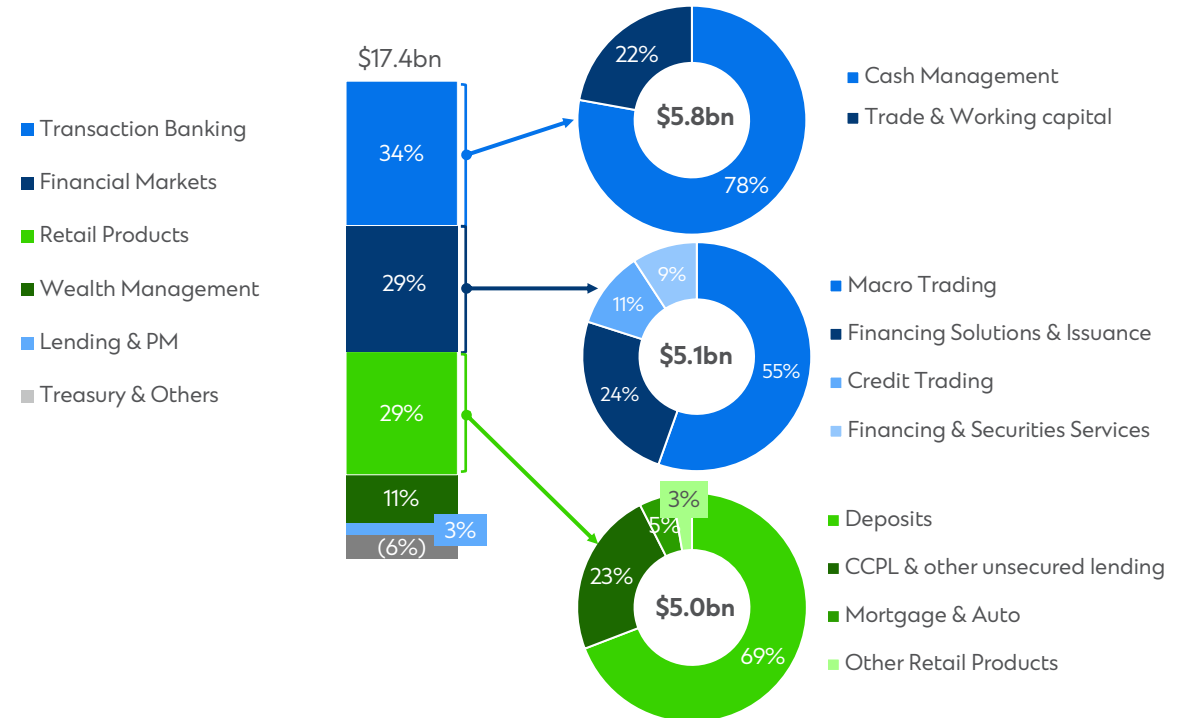 Transaction Banking
Financial Markets
Retail Products
Wealth Management
Lending & PM
Treasury & Others
$17.4bn
34%
29%
29%
11%
3%
(6%)
22%
$5.8bn
78%
Cash Management
Trade & Working capital
9%
11%
$5.1bn
55%
24%
Macro Trading
Financing Solutions & Issuance
Credit Trading
Financing & Securities Services
3%
5%
23%
$5.0bn
69%
Deposits
CCPL & other unsecured lending
Mortgage & Auto
Other Retail Products